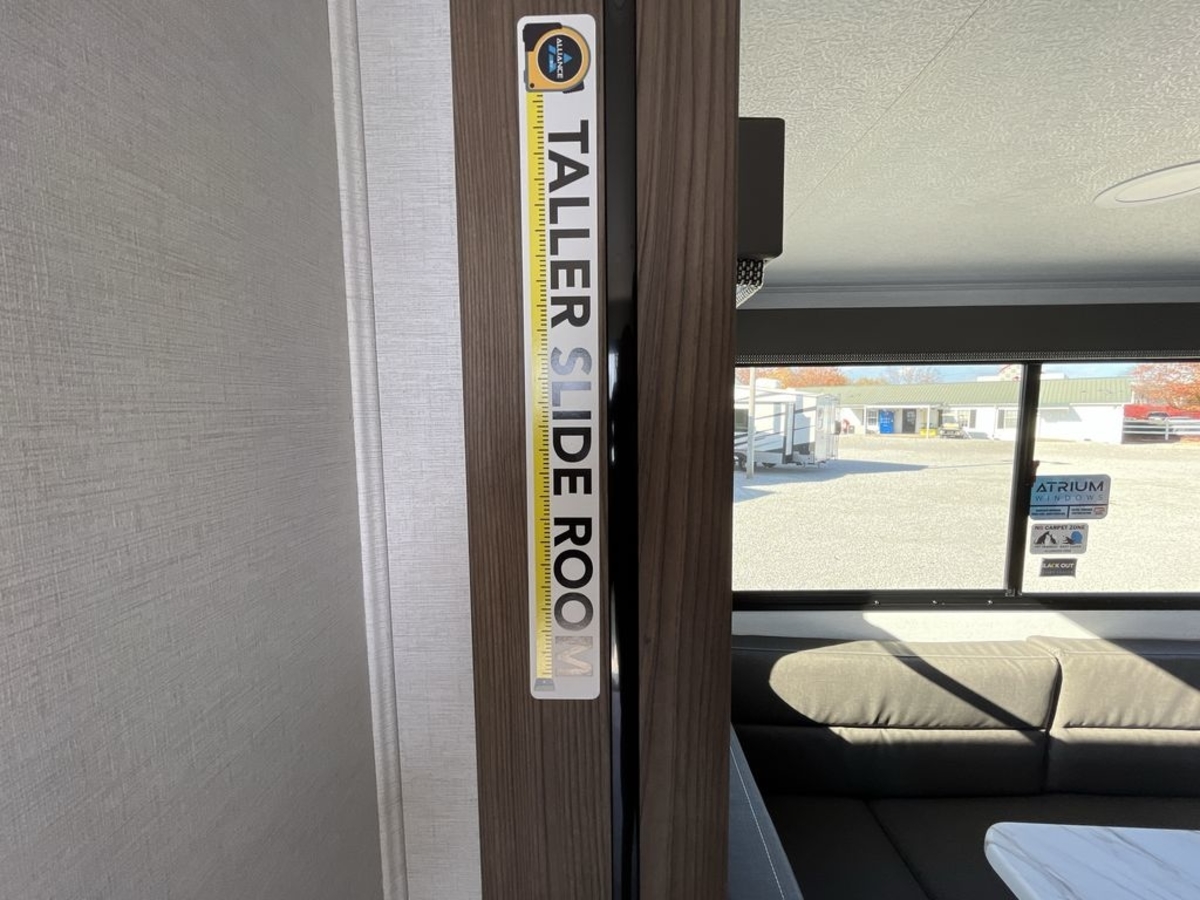 ALLIANCE
TALLER SLIDE ROOM
ATRIUM
WINDOWS
NO CARPET ZONE
BLACK OUT